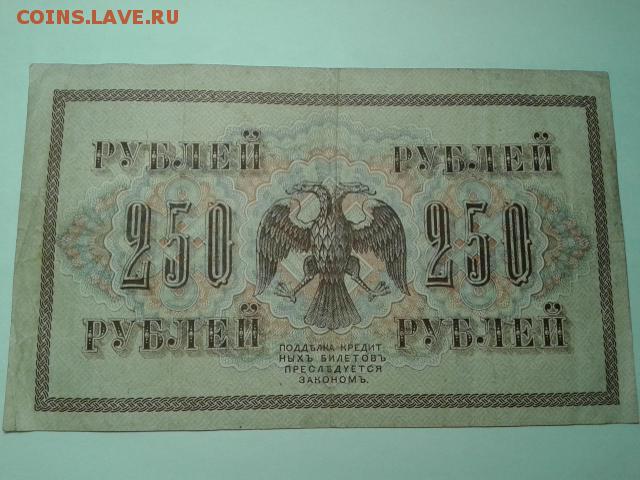 COINS.LAVE.RU
РУБЛЕЙ РУБЛЕЙ
250 250
РУБЛЕЙ РУБЛЕЙ
ПОДДѢЛКА КРЕДИТ
НЫХЪ БИЛЕТОВЪ
ПРЕСЛѢДУЕТСЯ
ЗАКОНОМЪ.